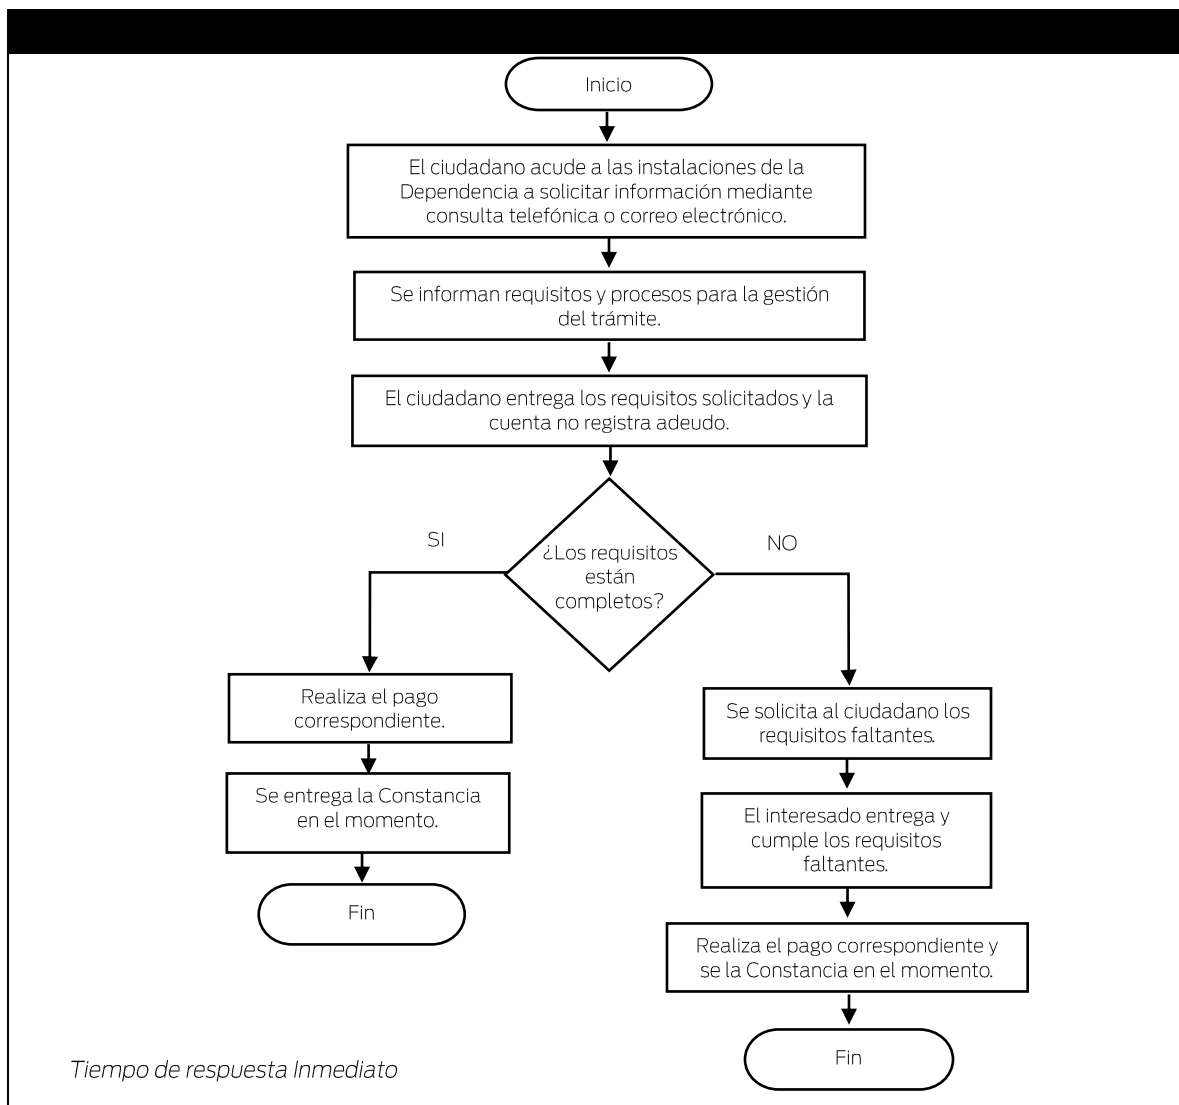 Inicio
El ciudadano acude a las instalaciones de la
Dependencia a solicitar información mediante
consulta telefónica o correo electrónico.
Se informan requisitos y procesos para la gestión
del trámite.
El ciudadano entrega los requisitos solicitados y la
cuenta no registra adeudo.
¿Los requisitos
están
completos?
SI
NO
Realiza el pago
correspondiente.
Se entrega la Constancia
en el momento.
Fin
Se solicita al ciudadano los
requisitos faltantes.
El interesado entrega y
cumple los requisitos
faltantes.
Realiza el pago correspondiente y
se la Constancia en el momento.
Fin
Tiempo de respuesta Inmediato